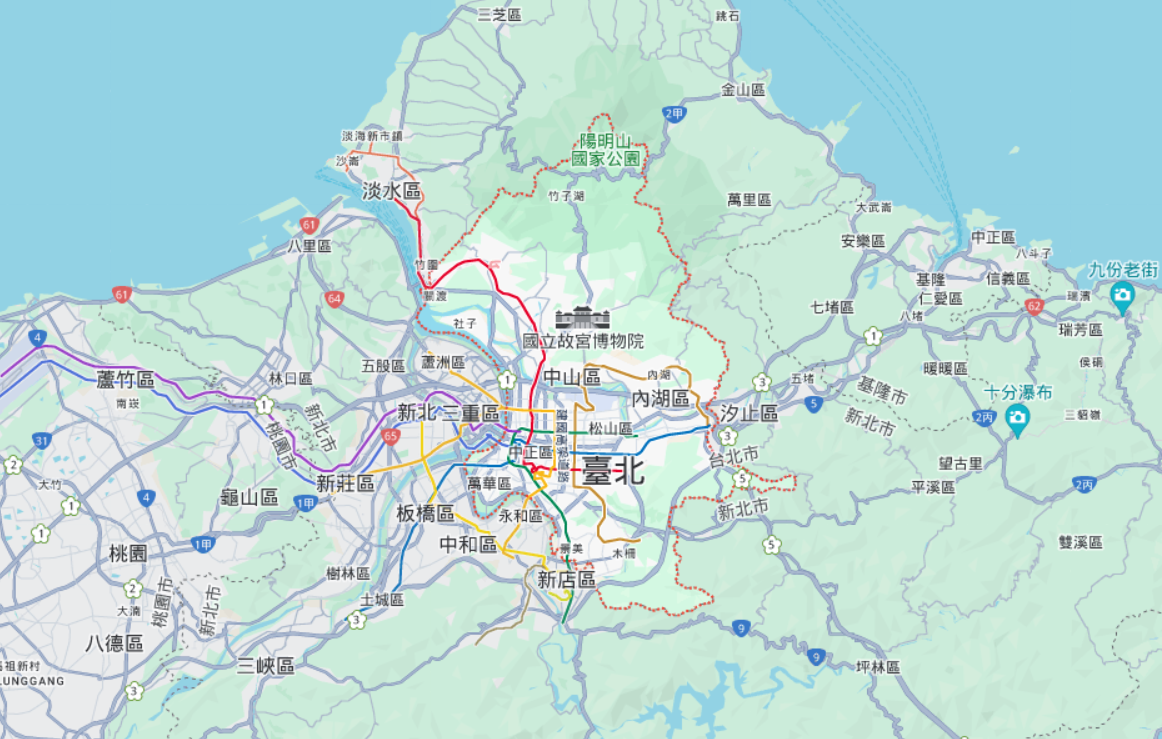 三芝區
跳石
金山區
2甲
淡海新市鎮
沙崙
陽明山
國家公園
淡水區
竹子湖
萬里區
大武崙
61
八里區
安樂區
中正區
八斗子
竹圍
九份老街
基隆
信義區
61
64
關渡
仁愛區
瑞濱
七堵區
62
八堵
社子
瑞芳區
4
國立故宮博物院
1
五股區
蘆洲區
侯硐
暖暖區
蘆竹區
林口區
1
中山區
內湖
3
五堵
基隆市
十分瀑布
南崁
1
新北
三重區
內湖區
汐止區
5
新北市
2丙
三貂嶺
新北市
桃園市
65
松山區
3
31
中正區
臺北
台北市
望古里
2
大竹
新莊區
萬華區
5
平溪區
2丙
4
龜山區
1甲
1
板橋區
永和區
新北市
1
1甲
中和區
景美
木柵
5
雙溪區
桃園
樹林區
新店區
2
桃園市
新北市
大湳
土城區
3
9
八德區
9
三峽區
坪林區
祖新村
LUNGGANG
3